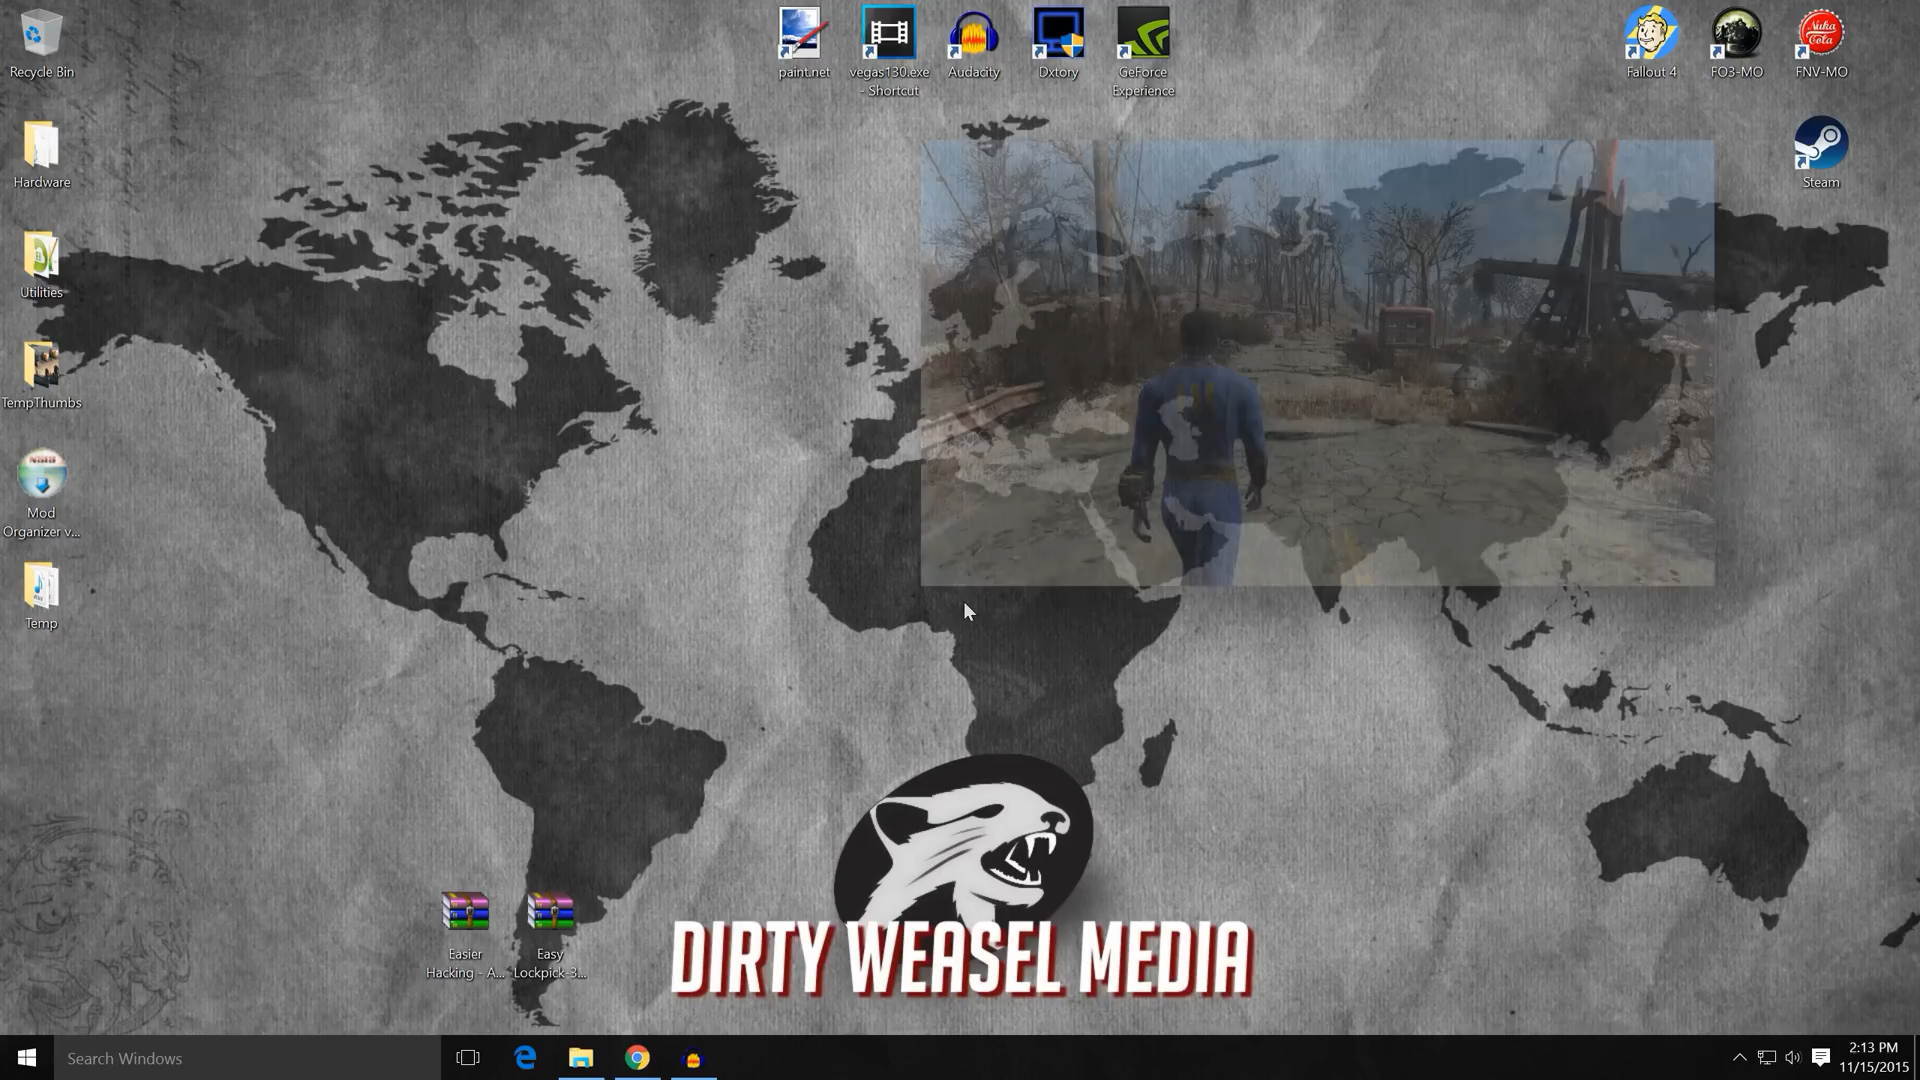 Recycle Bin
paint.net
vegas130.exe
- Shortcut
Audacity
Dxtory
GeForce
Experience
Fallout 4
FO3-MO
FNV-MO
Nuka
Cola
Hardware
Steam
Utilities
TempThumbs
Mod
Organizer v...
Temp
Easier
Hacking - A...
Easy
Lockpick-3...
DIRTY WEASEL MEDIA
Search Windows
2:13 PM
11/15/2015